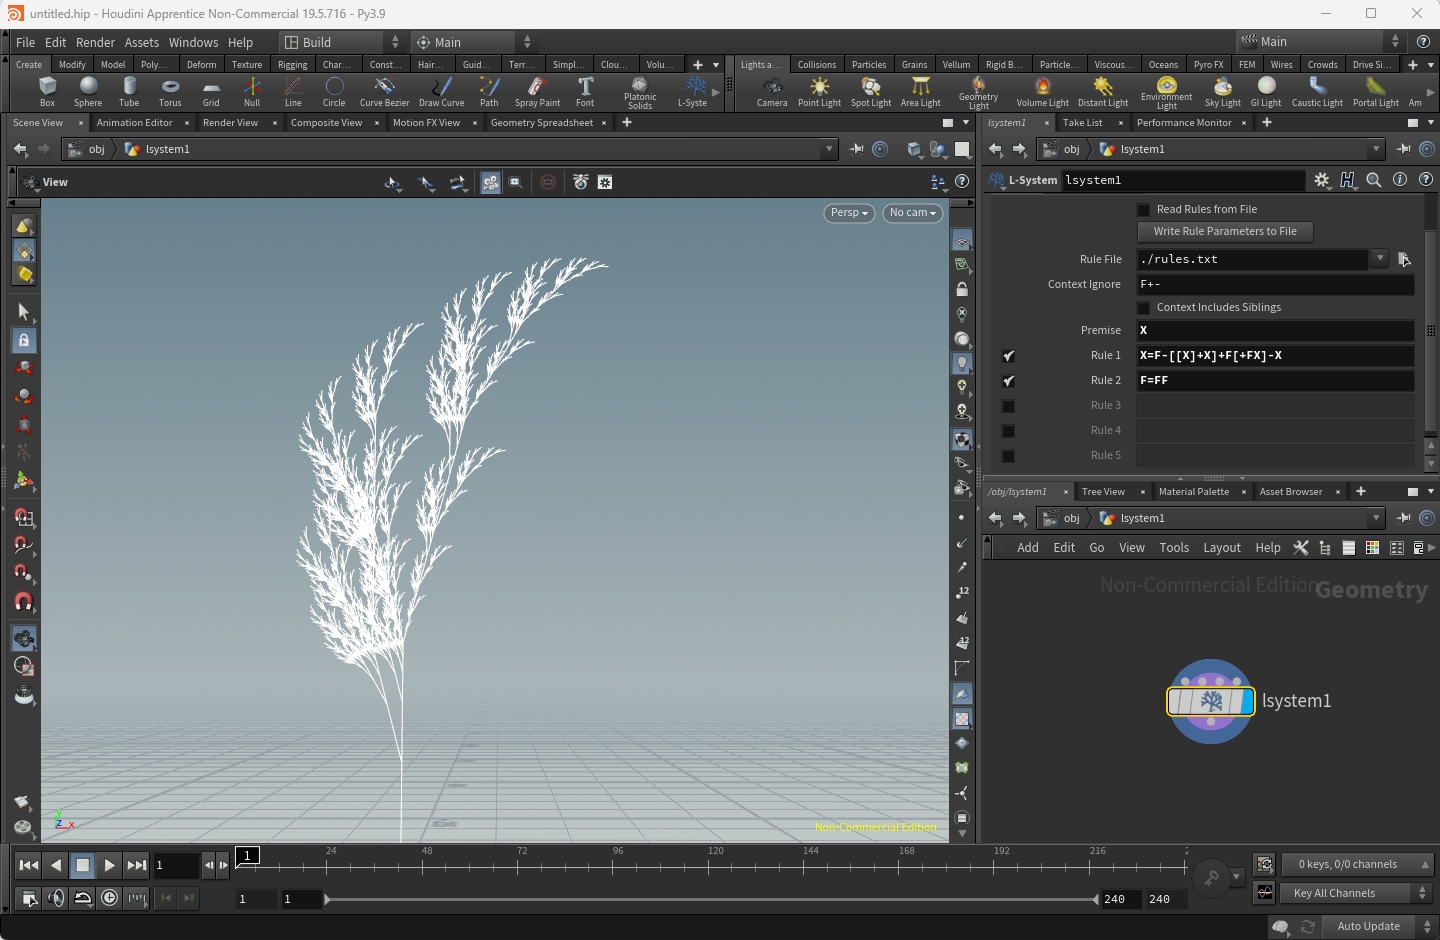 untitled.hip - Houdini Apprentice Non-Commercial 19.5.716 - Py3.9
File Edit Render Assets Windows Help Build Main Main
Create Modify Model Poly... Deform Texture Rigging Char... Const... Hair... Guid... Terr... Simpl... Clou... Volu...
Lights a... Collisions Particles Grains Vellum Rigid B... Particle... Viscous... Oceans Pyro FX FEM Wires Crowds Drive Si...
Box Sphere Tube Torus Grid Null Line Circle Curve Bezier Draw Curve Path Spray Paint Font Platonic Solids L-Syste
Camera Point Light Spot Light Area Light Geometry Light Volume Light Distant Light Environment Light Sky Light GI Light Caustic Light Portal Light Am
Scene View Animation Editor Render View Composite View Motion FX View Geometry Spreadsheet
obj lsystem1
View
Persp No cam
Non-Commercial Edition
y
z x
12
12
lsystem1 Take List Performance Monitor
obj lsystem1
L-System lsystem1
Read Rules from File
Write Rule Parameters to File
Rule File ./rules.txt
Context Ignore F+-
Context Includes Siblings
Premise X
Rule 1 X=F-[[X]+X]+F[+FX]-X
Rule 2 F=FF
Rule 3
Rule 4
Rule 5
/obj/lsystem1 Tree View Material Palette Asset Browser
obj lsystem1
Add Edit Go View Tools Layout Help
Non-Commercial Edition
Geometry
lsystem1
1 1 24 48 72 96 120 144 168 192 216 2
0 keys, 0/0 channels
1 1 240 240
Key All Channels
Auto Update